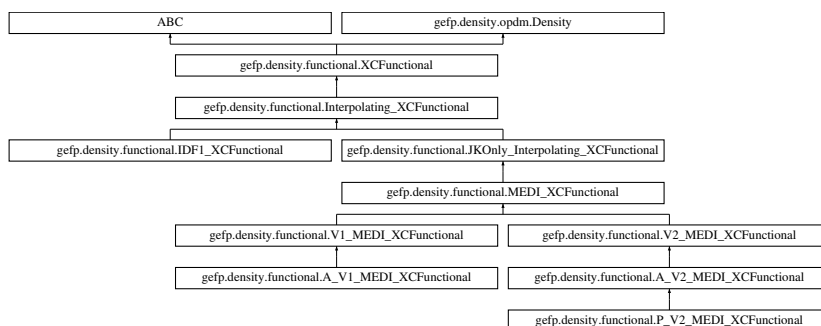 ABC
gefp.density.opdm.Density
gefp.density.functional.XCFunctional
gefp.density.functional.Interpolating_XCFunctional
gefp.density.functional.IDF1_XCFunctional
gefp.density.functional.JKOnly_Interpolating_XCFunctional
gefp.density.functional.MEDI_XCFunctional
gefp.density.functional.V1_MEDI_XCFunctional
gefp.density.functional.V2_MEDI_XCFunctional
gefp.density.functional.A_V1_MEDI_XCFunctional
gefp.density.functional.A_V2_MEDI_XCFunctional
gefp.density.functional.P_V2_MEDI_XCFunctional